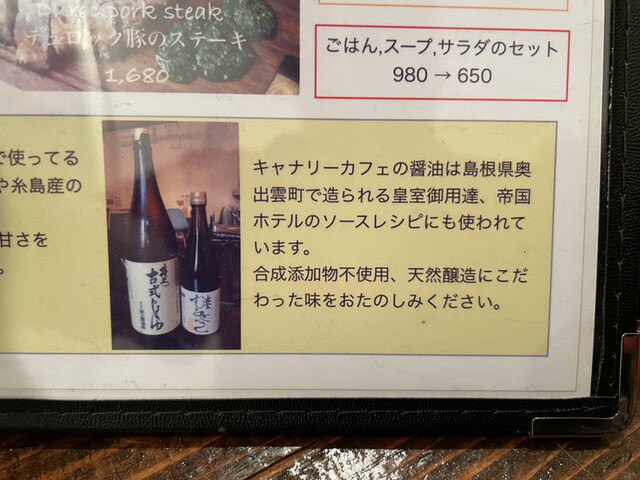 Duroc pork steak
デュロック豚のステーキ
1,680
ごはん,スープ,サラダのセット
980 → 650
で使ってる
や糸島産の
甘さを
。
キャナリーカフェの醤油は島根県奥
出雲町で造られる皇室御用達、帝国
ホテルのソースレシピにも使われて
います。
合成添加物不使用、天然醸造にこだ
わった味をおたのしみください。
井上
古式じょうゆ